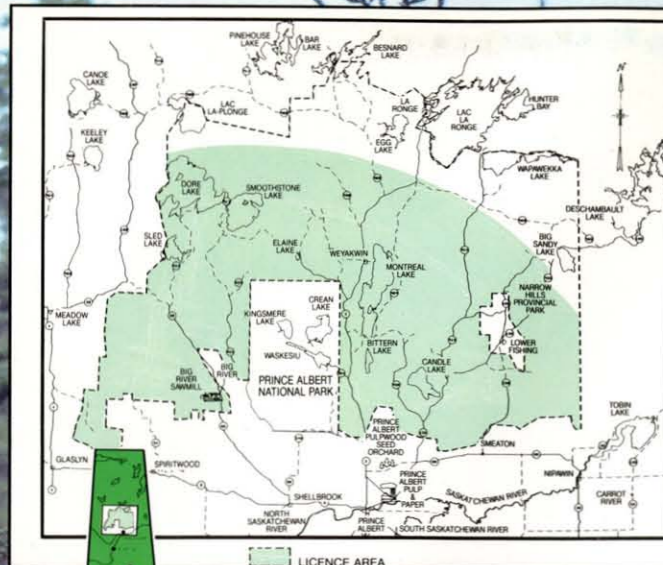 PINEHOUSE
LAKE
BAR
LAKE
BESNARD
LAKE
CANOE
LAKE
LAC
LA-PLONGE
LA
RONGE
LAC
LA
RONGE
HUNTER
BAY
N
KEELEY
LAKE
EGG
LAKE
WAPAWEKKA
LAKE
DORE
LAKE
SMOOTHSTONE
LAKE
DESCHAMBAULT
LAKE
SLED
LAKE
ELAINE
LAKE
WEYAKWIN
MONTREAL
LAKE
BIG
SANDY
LAKE
NARROW
HILLS
PROVINCIAL
PARK
MEADOW
LAKE
KINGSMERE
LAKE
CREAN
LAKE
WASKESIU
BITTERN
LAKE
LOWER
FISHING
BIG
RIVER
SAWMILL
BIG
RIVER
PRINCE ALBERT
NATIONAL PARK
CANDLE
LAKE
PRINCE
ALBERT
PULPWOOD
SEED
ORCHARD
TOBIN
LAKE
GLASLYN
SPIRITWOOD
SMEATON
NIPAWIN
SHELLBROOK
PRINCE
ALBERT
PULP
&
PAPER
SASKATCHEWAN
RIVER
CARROT
RIVER
NORTH
SASKATCHEWAN
RIVER
PRINCE
ALBERT
SOUTH SASKATCHEWAN
RIVER
LICENCE AREA